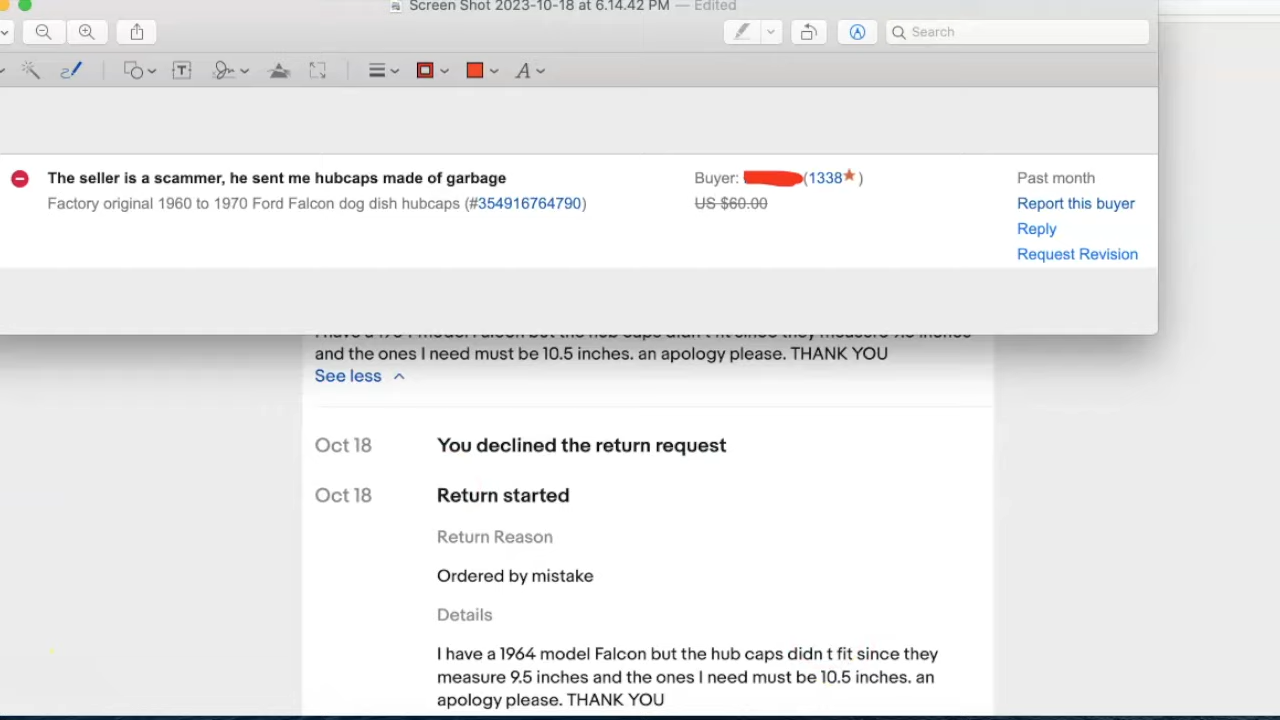 Screen Shot 2023-10-18 at 6.14.42 PM — Edited
Search
The seller is a scammer, he sent me hubcaps made of garbage
Buyer: (1338)
Past month
Factory original 1960 to 1970 Ford Falcon dog dish hubcaps (#354916764790)
US $60.00
Report this buyer
Reply
Request Revision
and the ones I need must be 10.5 inches. an apology please. THANK YOU
See less
Oct 18
You declined the return request
Oct 18
Return started
Return Reason
Ordered by mistake
Details
I have a 1964 model Falcon but the hub caps didn t fit since they
measure 9.5 inches and the ones I need must be 10.5 inches. an
apology please. THANK YOU